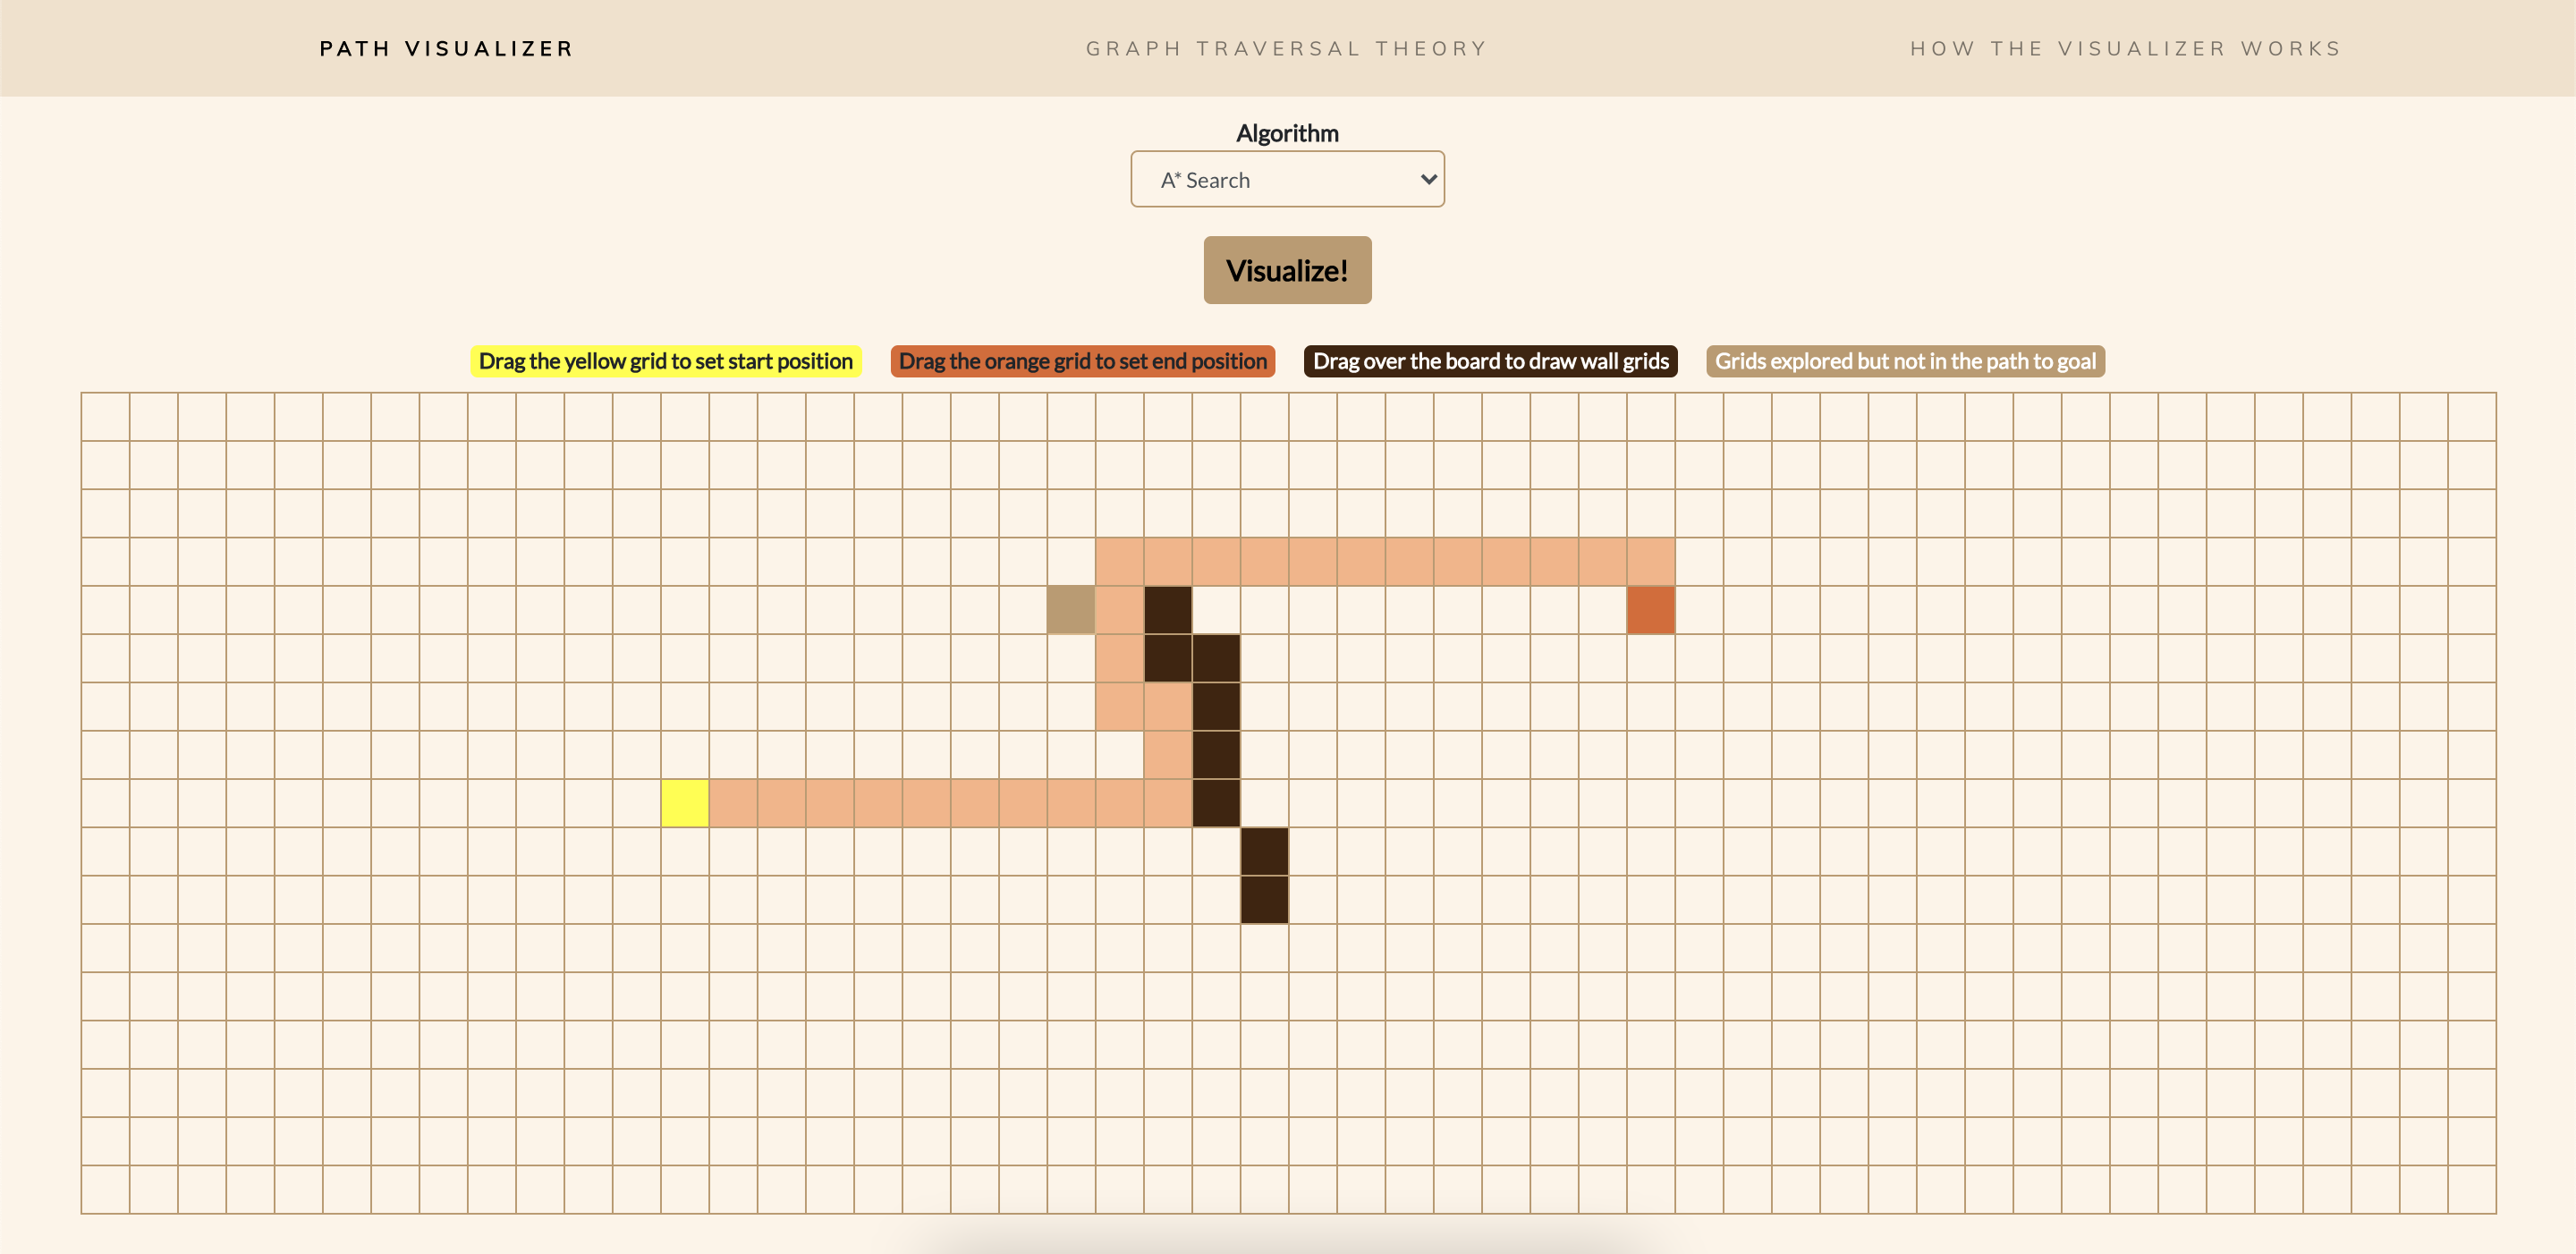 PATH VISUALIZER
GRAPH TRAVERSAL THEORY
HOW THE VISUALIZER WORKS
Algorithm
A* Search
Visualize!
Drag the yellow grid to set start position
Drag the orange grid to set end position
Drag over the board to draw wall grids
Grids explored but not in the path to goal